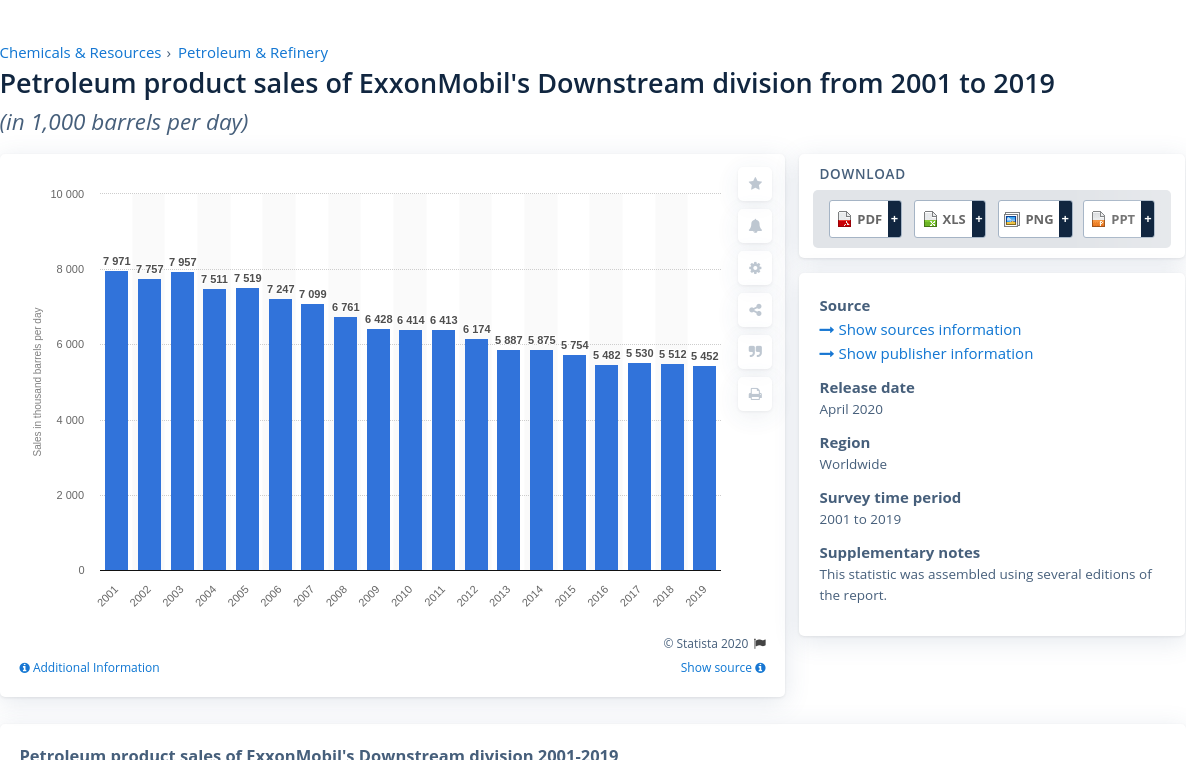 Chemicals & Resources › Petroleum & Refinery
Petroleum product sales of ExxonMobil's Downstream division from 2001 to 2019
(in 1,000 barrels per day)
Sales in thousand barrels per day
10 000
8 000
6 000
4 000
2 000
0
7 971
7 757
7 957
7 511
7 519
7 247
7 099
6 761
6 428
6 414
6 413
6 174
5 887
5 875
5 754
5 482
5 530
5 512
5 452
2001
2002
2003
2004
2005
2006
2007
2008
2009
2010
2011
2012
2013
2014
2015
2016
2017
2018
2019
© Statista 2020
Additional Information
Show source
DOWNLOAD
PDF + XLS + PNG + PPT +
Source
Show sources information
Show publisher information
Release date
April 2020
Region
Worldwide
Survey time period
2001 to 2019
Supplementary notes
This statistic was assembled using several editions of
the report.
Petroleum product sales of ExxonMobil's Downstream division 2001-2019